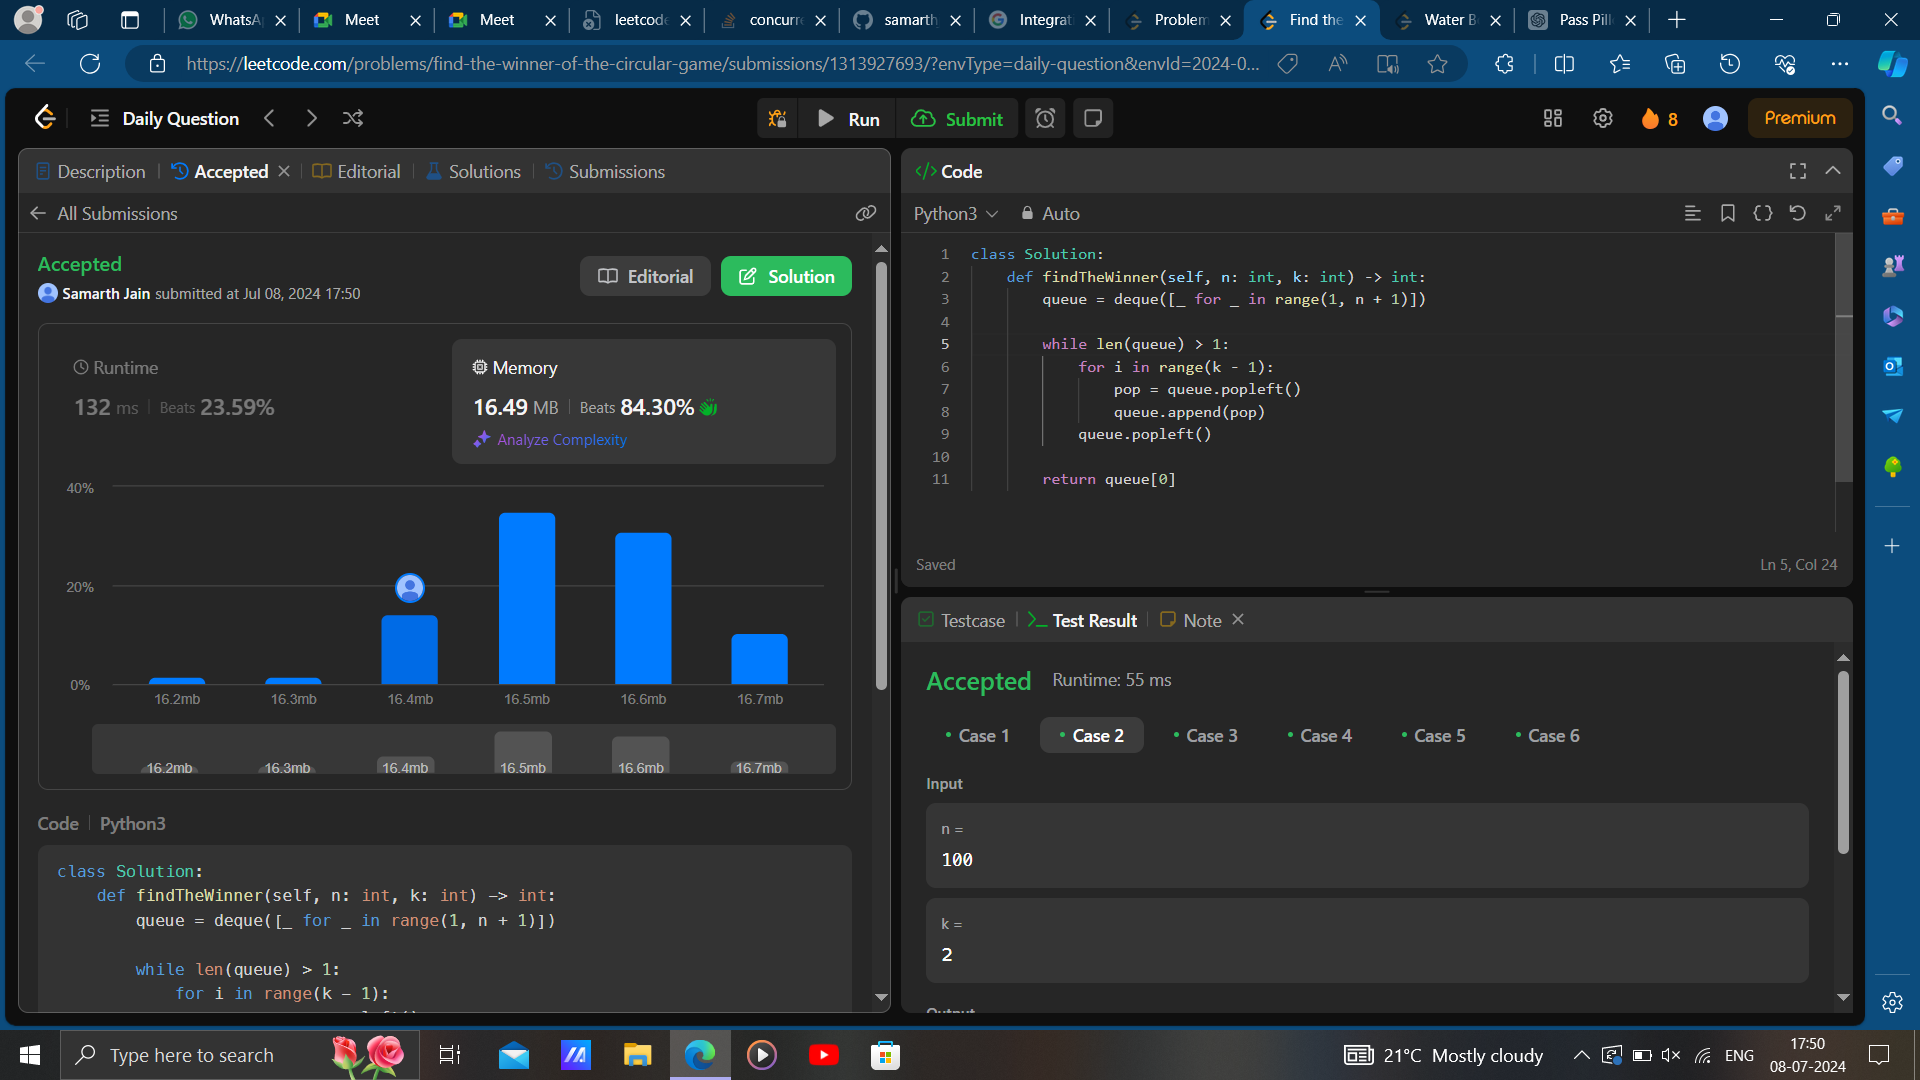 WhatsA
Meet
Meet
leetcod
concurre
samarth
Integrat
Problem
Find the
Water B
Pass Pill
https://leetcode.com/problems/find-the-winner-of-the-circular-game/submissions/1313927693/?envType=daily-question&envId=2024-0...
Daily Question
Run
Submit
8
Premium
Description
Accepted
Editorial
Solutions
Submissions
All Submissions
Accepted
Samarth Jain submitted at Jul 08, 2024 17:50
Editorial
Solution
Runtime
132 ms | Beats 23.59%
Memory
16.49 MB | Beats 84.30%
Analyze Complexity
40%
20%
0%
16.2mb 16.3mb 16.4mb 16.5mb 16.6mb 16.7mb
16.2mb 16.3mb 16.4mb 16.5mb 16.6mb 16.7mb
Code | Python3
class Solution:
    def findTheWinner(self, n: int, k: int) -> int:
        queue = deque([_ for _ in range(1, n + 1)])
        while len(queue) > 1:
            for i in range(k - 1):
</> Code
Python3
Auto
1 class Solution:
2     def findTheWinner(self, n: int, k: int) -> int:
3         queue = deque([_ for _ in range(1, n + 1)])
4
5         while len(queue) > 1:
6             for i in range(k - 1):
7                 pop = queue.popleft()
8                 queue.append(pop)
9             queue.popleft()
10
11         return queue[0]
Saved
Ln 5, Col 24
Testcase
Test Result
Note
Accepted
Runtime: 55 ms
Case 1
Case 2
Case 3
Case 4
Case 5
Case 6
Input
n =
100
k =
2
Output
Type here to search
21°C Mostly cloudy
ENG
17:50
08-07-2024